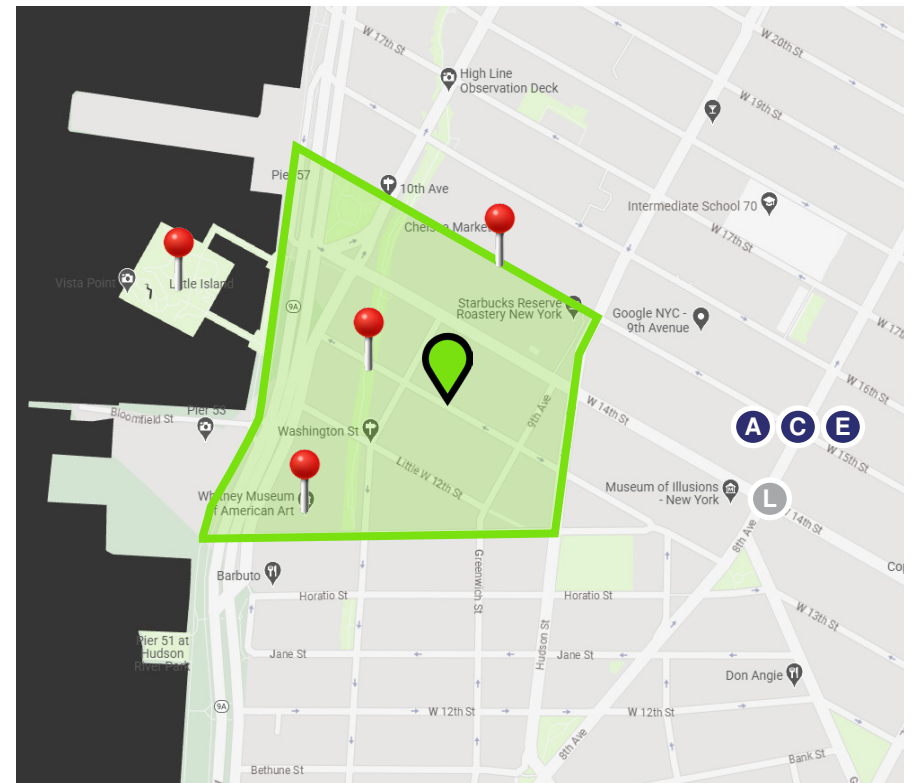 W 17th St
W 20th St
High Line
Observation Deck
W 19th St
Pier 57
10th Ave
Intermediate School 70
Chelsea Market
W 17th St
Vista Point
Little Island
9A
Starbucks Reserve
Roastery New York
Google NYC -
9th Avenue
W 17th
W 16th St
Bloomfield St
Pier 53
9th Ave
W 14th St
A
C
E
Washington St
W 15th St
Little W 12th St
Whitney Museum
of American Art
Museum of Illusions
- New York
L
W 14th St
8th Ave
Barbuto
Greenwich St
Horatio St
Horatio St
W 13th St
Pier 51 at
Hudson
River Park
Jane St
Hudson St
Jane St
Don Angie
9A
W 12th St
W 12th St
8th Ave
Bank St
Bethune St